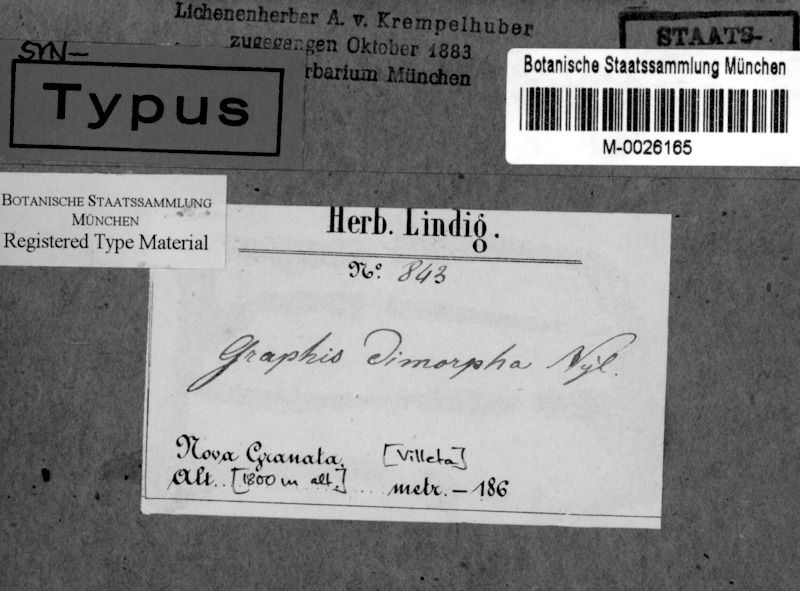 Lichenenherbar A. v. Krempelhuber
zugegangen Oktober 1883
rbarium München
STAATS-
SYN-
Typus
Botanische Staatssammlung München
M-0026165
BOTANISCHE STAATSSAMMLUNG
MÜNCHEN
Registered Type Material
Herb. Lindig.
No. 843
Graphis dimorpha Nyl.
Nova Granata. [Villeta]
Alt. [1800 m alt.] metr. – 186